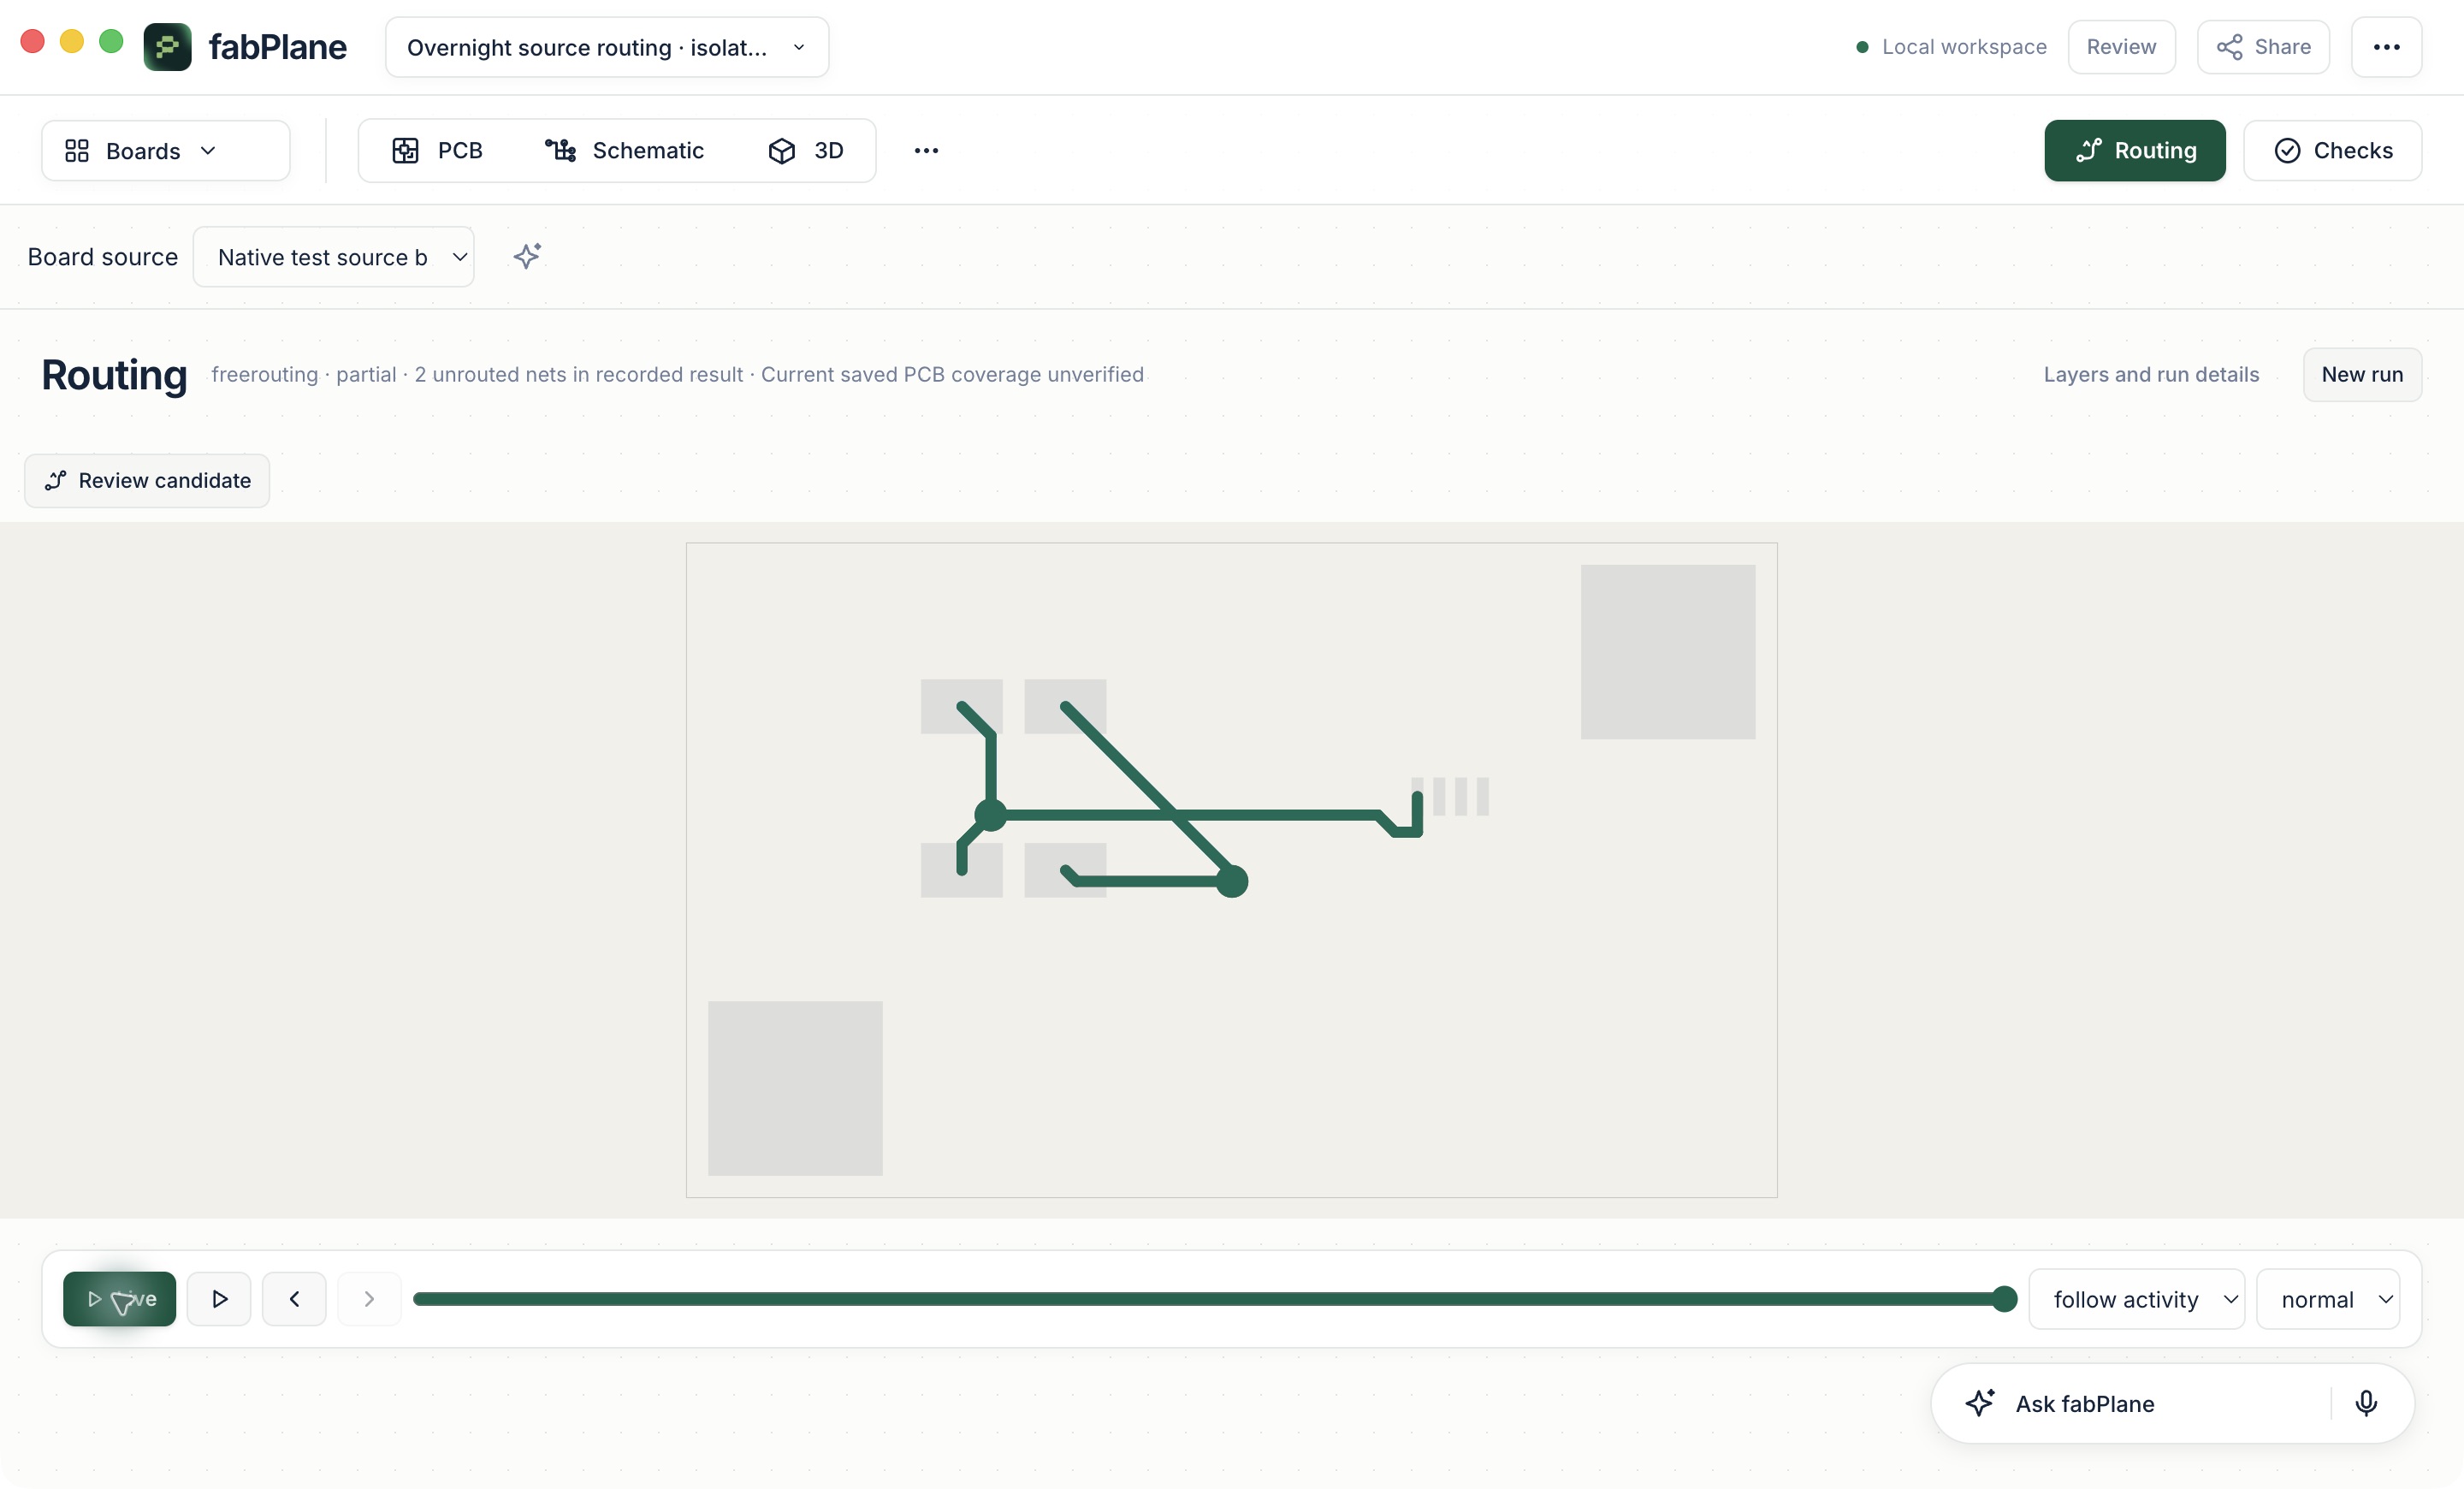 fabPlane
Overnight source routing · isolat...
Local workspace
Review
Share
Boards
PCB
Schematic
3D
Routing
Checks
Board source
Native test source b
Routing
freerouting · partial · 2 unrouted nets in recorded result · Current saved PCB coverage unverified
Layers and run details
New run
Review candidate
follow activity
normal
Ask fabPlane